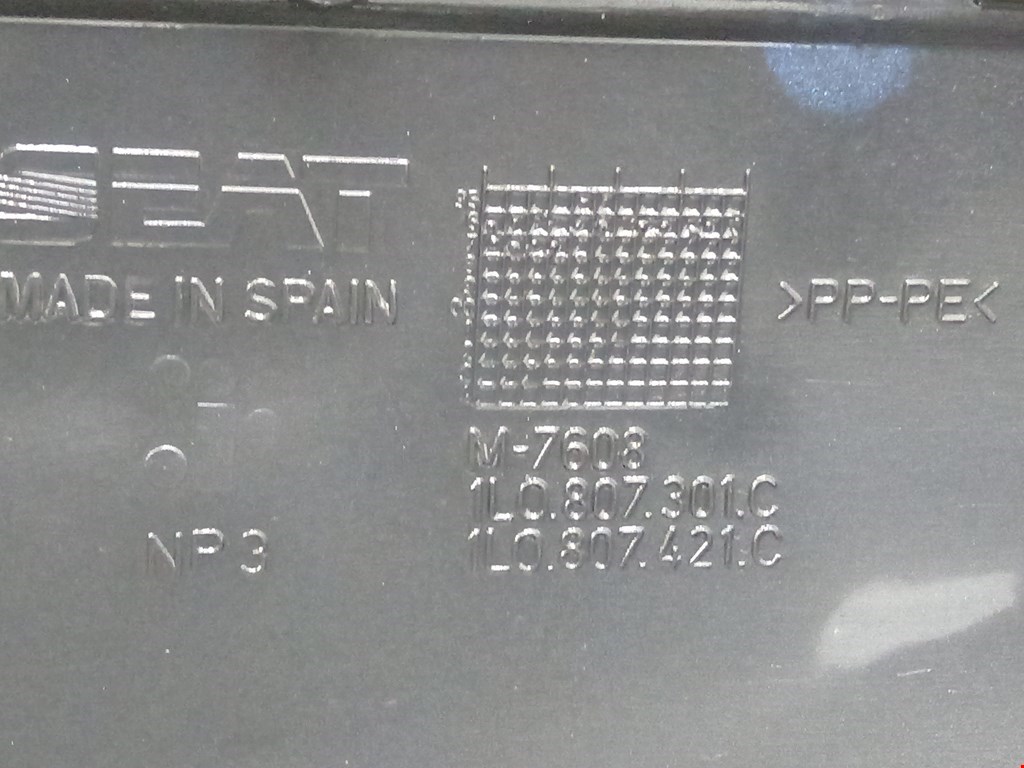 SEAT
MADE IN SPAIN
>PP-PE<
M-7608
1L0.807.301.C
1L0.807.421.C
NP 3